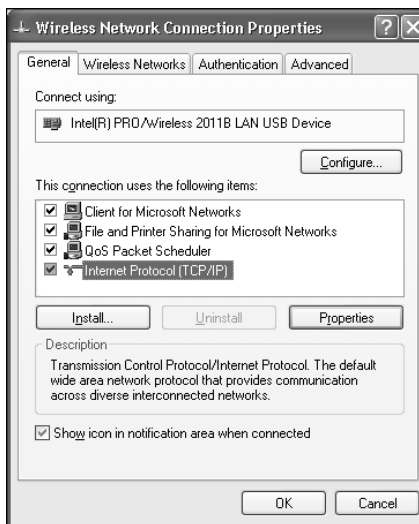 Wireless Network Connection Properties
General
Wireless Networks
Authentication
Advanced
Connect using:
Intel(R) PRO/Wireless 2011B LAN USB Device
Configure...
This connection uses the following items:
Client for Microsoft Networks
File and Printer Sharing for Microsoft Networks
QoS Packet Scheduler
Internet Protocol (TCP/IP)
Install...
Uninstall
Properties
Description
Transmission Control Protocol/Internet Protocol. The default
wide area network protocol that provides communication
across diverse interconnected networks.
Show icon in notification area when connected
OK
Cancel